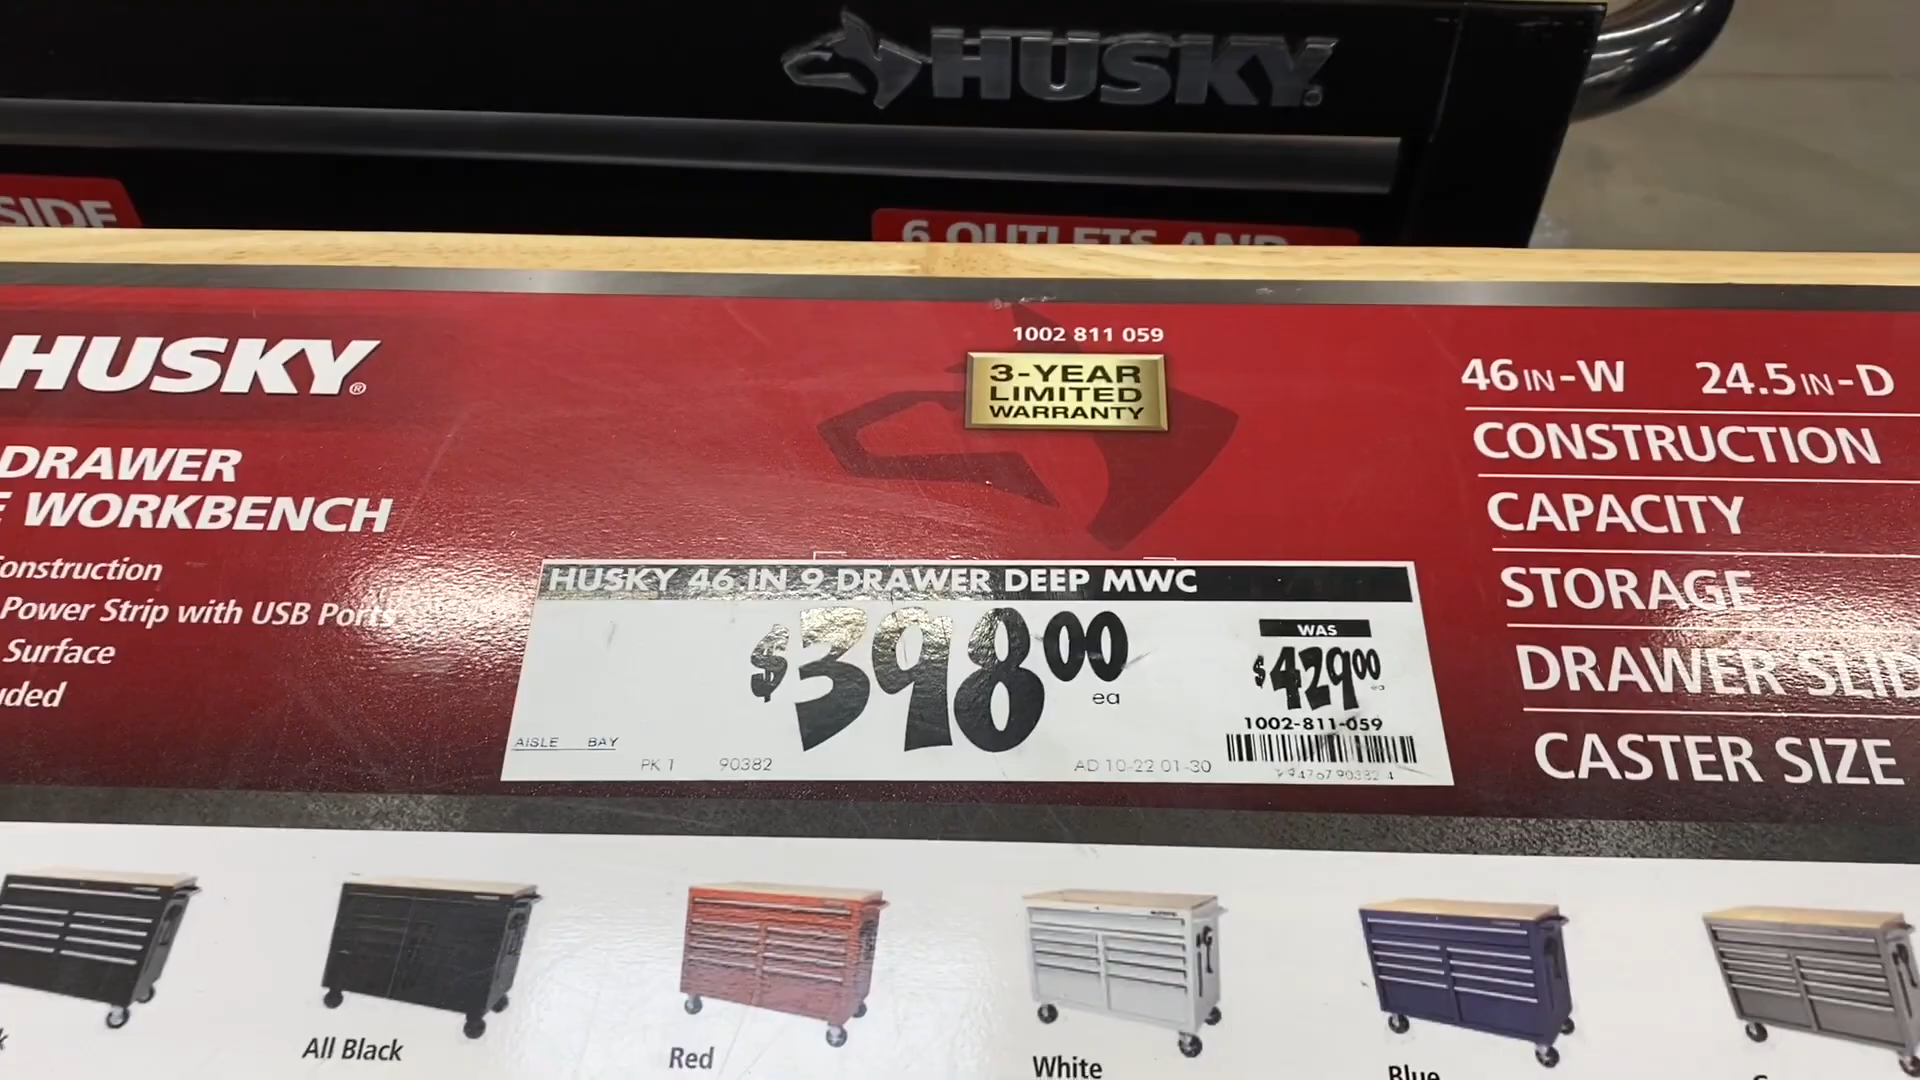 HUSKY
SIDE
6 OUTLETS AND
HUSKY®
DRAWER
WORKBENCH
onstruction
Power Strip with USB Ports
Surface
uded
1002 811 059
3-YEAR
LIMITED
WARRANTY
46 IN-W 24.5 IN-D
CONSTRUCTION
CAPACITY
STORAGE
DRAWER SLID
CASTER SIZE
HUSKY 46 IN 9 DRAWER DEEP MWC
$398 00
ea
WAS
$429 00
ea
1002-811-059
AISLE BAY
PK 1 90382
AD 10-22 01-30
All Black
Red
White
Blue